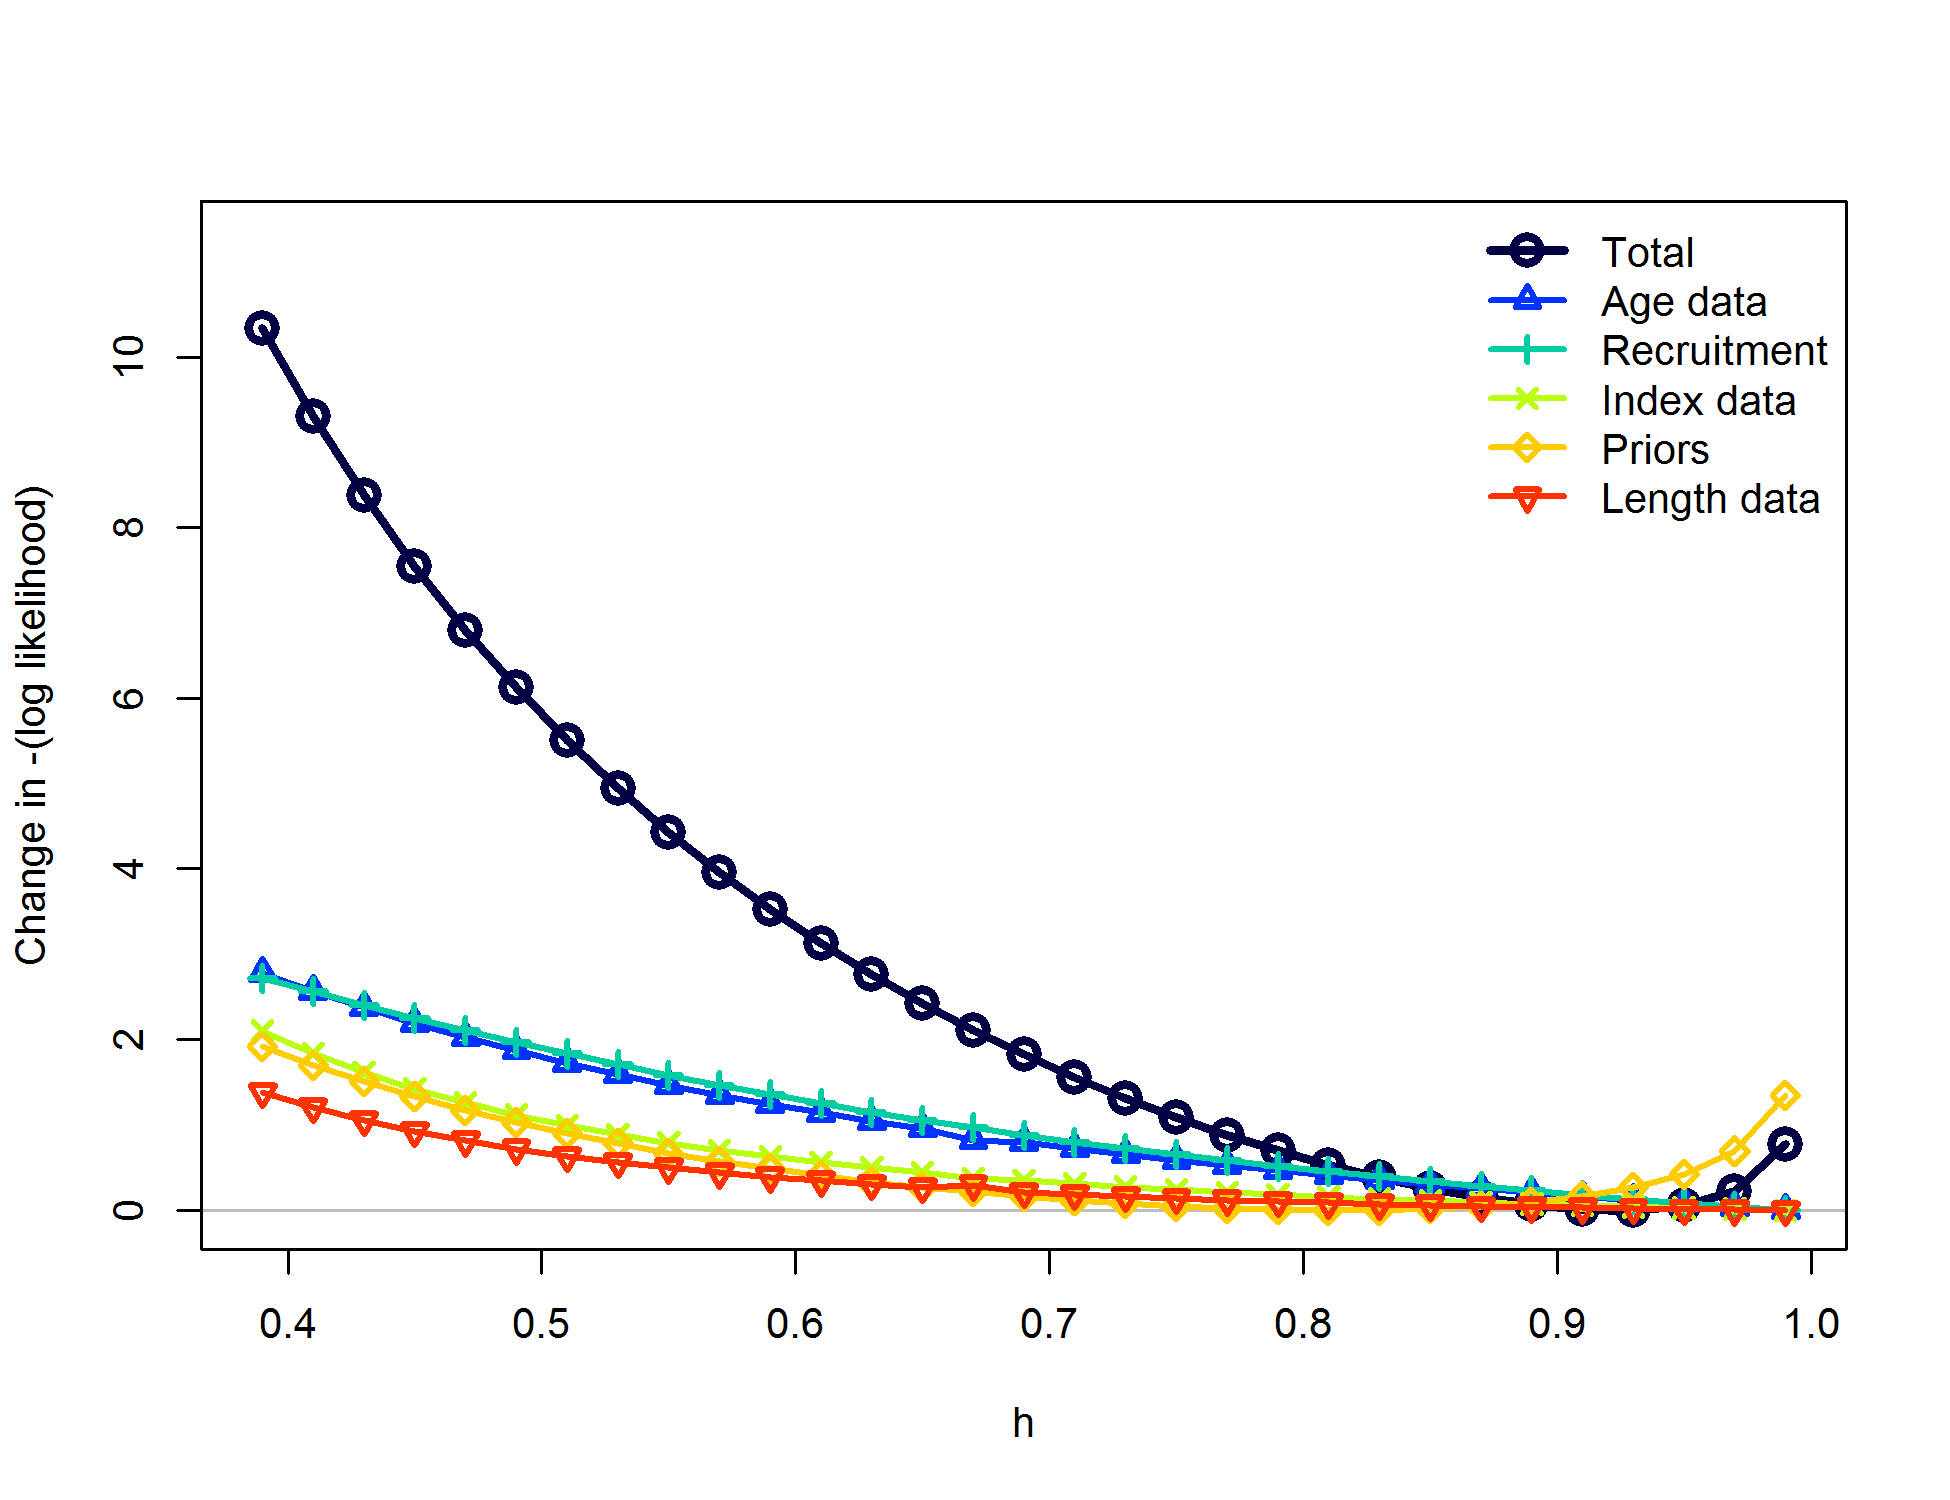 Total
Age data
Recruitment
Index data
Priors
Length data
Change in -(log likelihood)
10
8
6
4
2
0
0.4 0.5 0.6 0.7 0.8 0.9 1.0
h